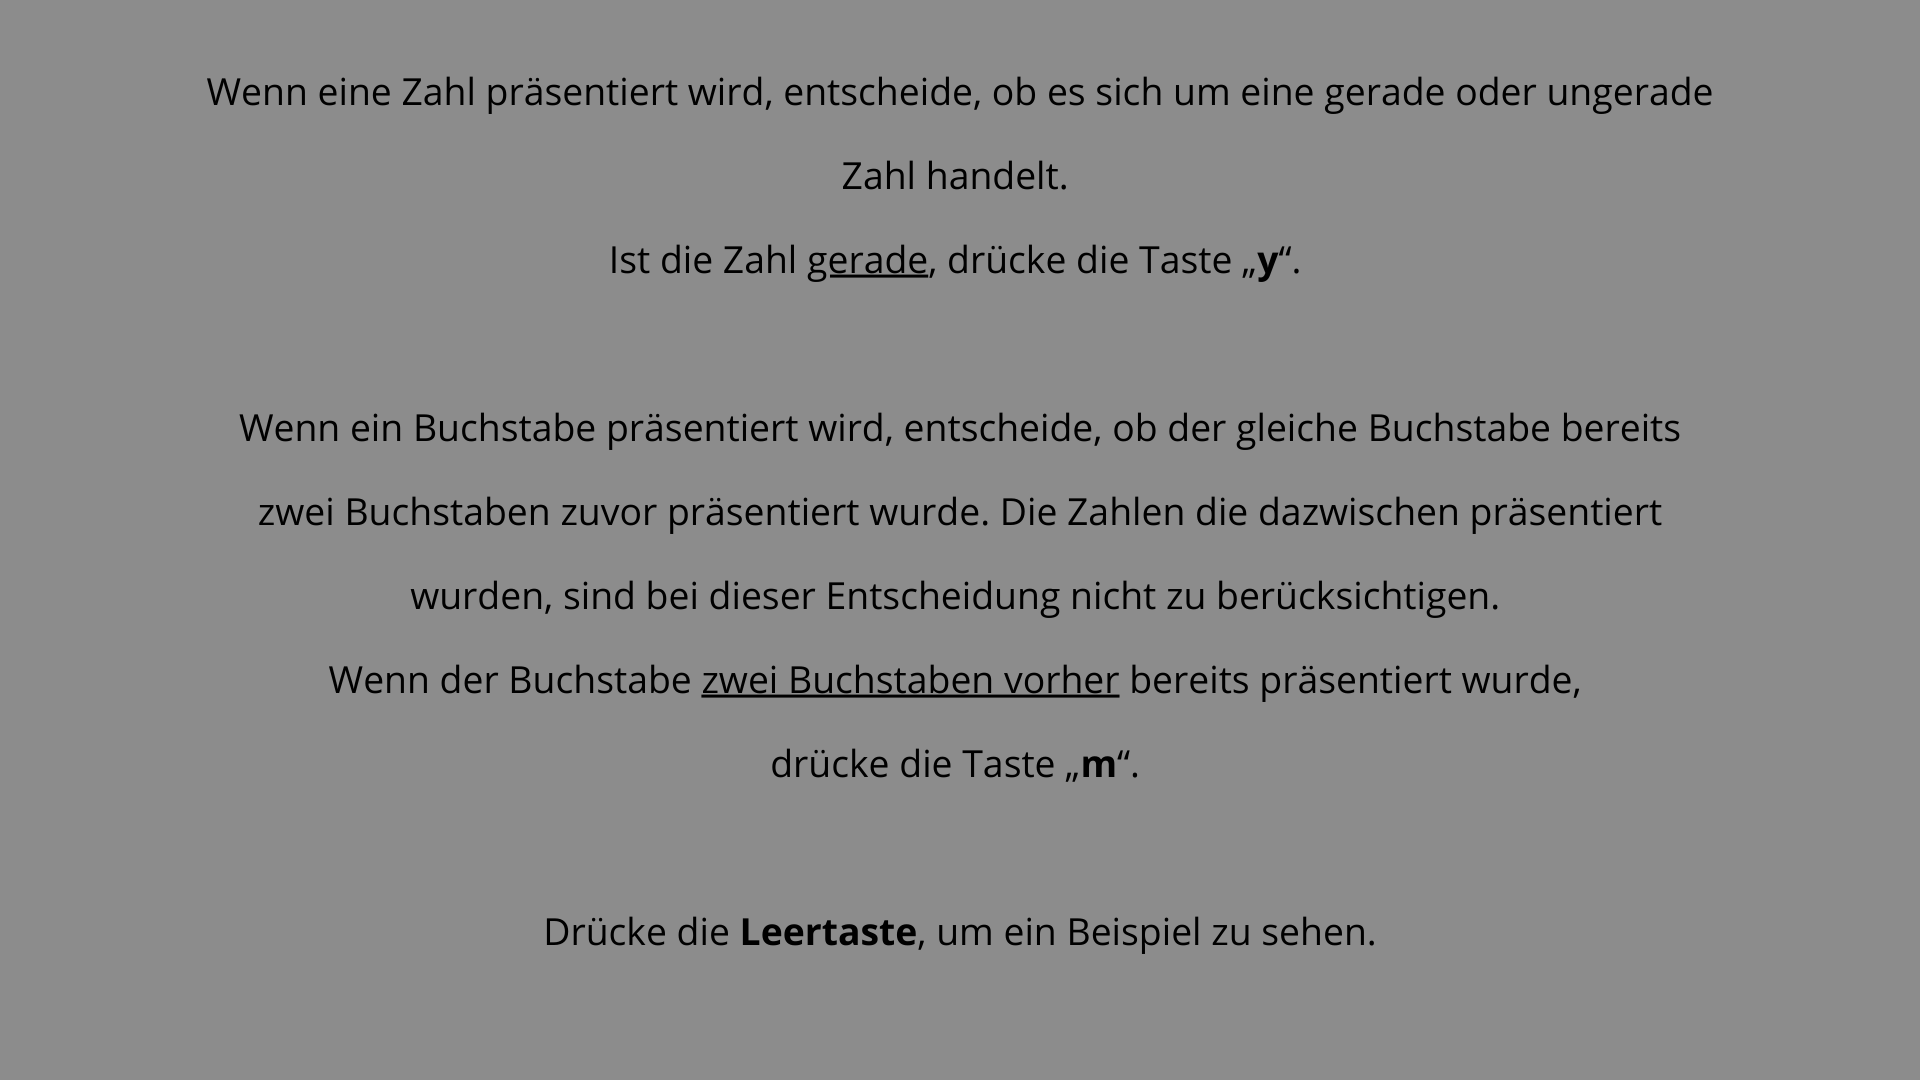 Wenn eine Zahl präsentiert wird, entscheide, ob es sich um eine gerade oder ungerade
Zahl handelt.
Ist die Zahl gerade, drücke die Taste „y“.
Wenn ein Buchstabe präsentiert wird, entscheide, ob der gleiche Buchstabe bereits
zwei Buchstaben zuvor präsentiert wurde. Die Zahlen die dazwischen präsentiert
wurden, sind bei dieser Entscheidung nicht zu berücksichtigen.
Wenn der Buchstabe zwei Buchstaben vorher bereits präsentiert wurde,
drücke die Taste „m“.
Drücke die Leertaste, um ein Beispiel zu sehen.